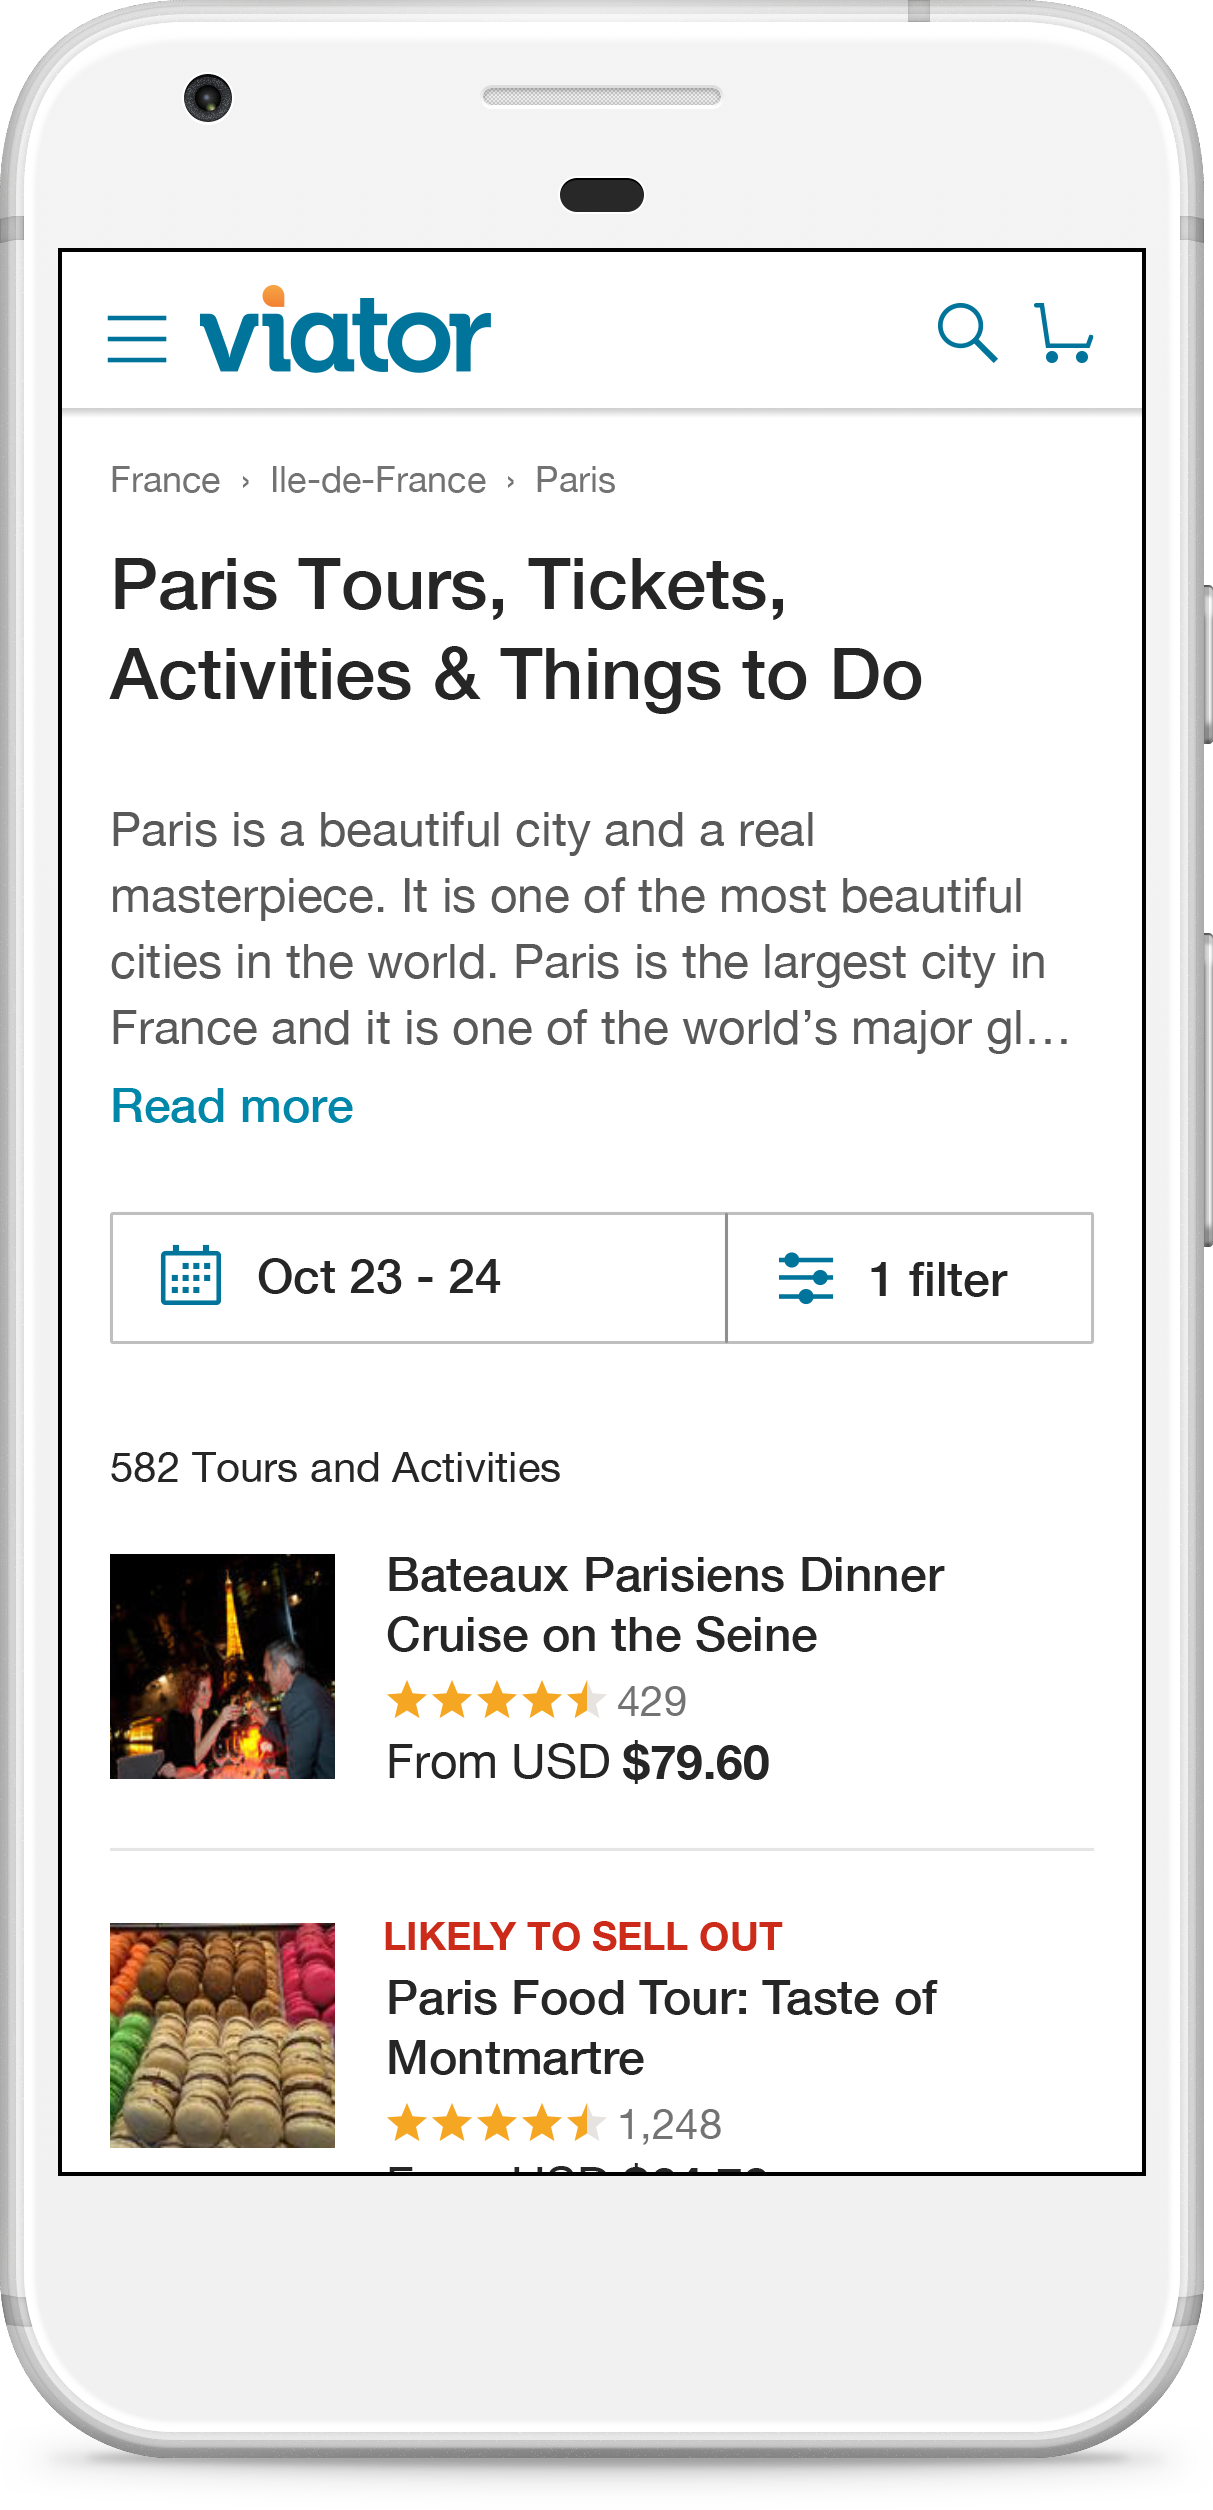 viator
France › Ile-de-France › Paris
Paris Tours, Tickets,
Activities & Things to Do
Paris is a beautiful city and a real
masterpiece. It is one of the most beautiful
cities in the world. Paris is the largest city in
France and it is one of the world’s major gl…
Read more
Oct 23 - 24
1 filter
582 Tours and Activities
Bateaux Parisiens Dinner
Cruise on the Seine
429
From USD $79.60
LIKELY TO SELL OUT
Paris Food Tour: Taste of
Montmartre
1,248